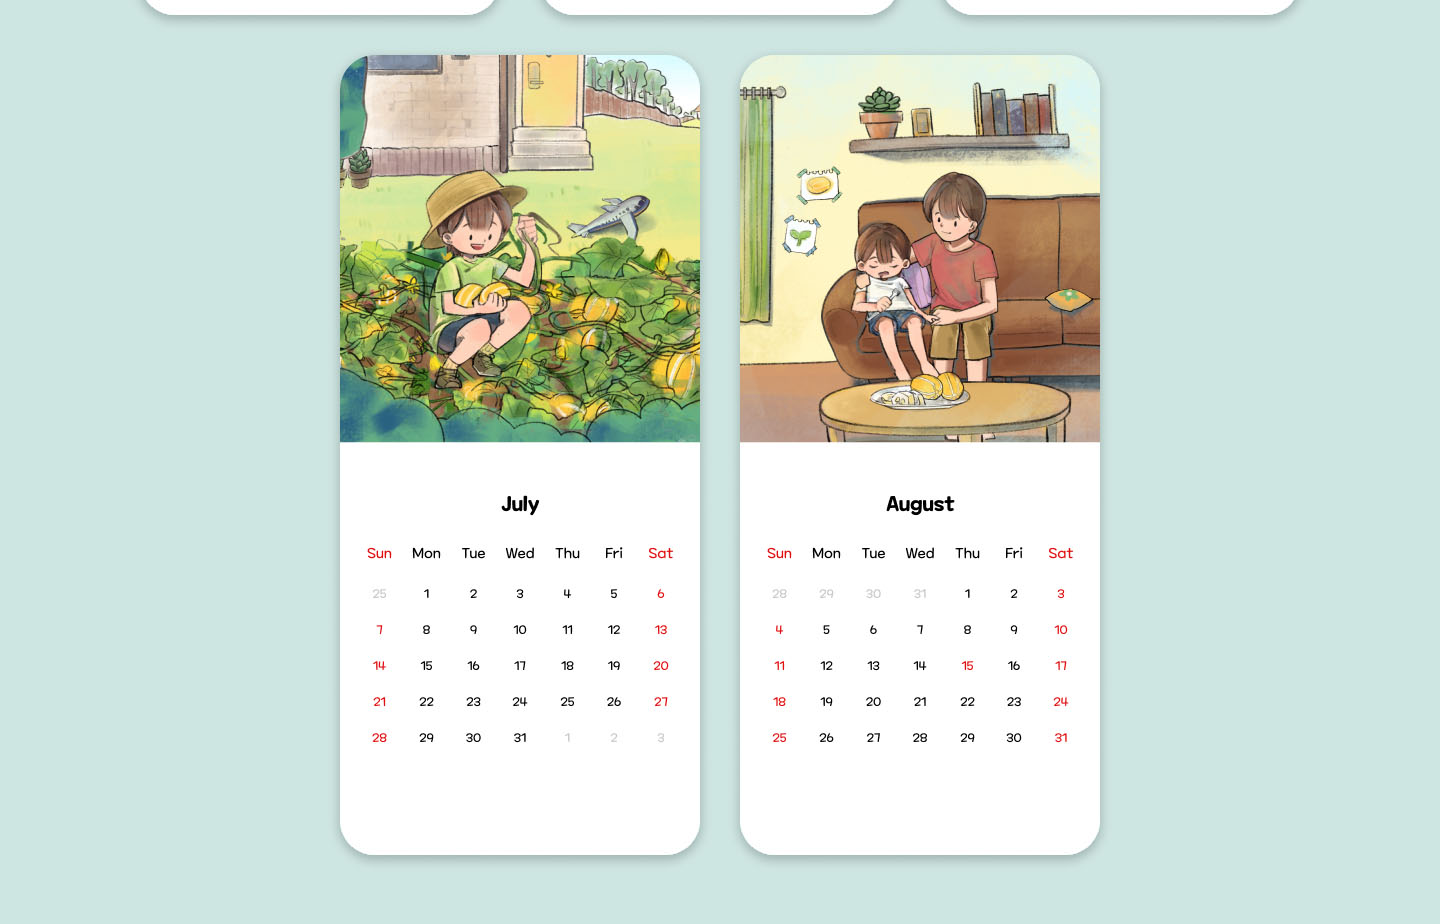 July
Sun Mon Tue Wed Thu Fri Sat
25 1 2 3 4 5 6
7 8 9 10 11 12 13
14 15 16 17 18 19 20
21 22 23 24 25 26 27
28 29 30 31 1 2 3
August
Sun Mon Tue Wed Thu Fri Sat
28 29 30 31 1 2 3
4 5 6 7 8 9 10
11 12 13 14 15 16 17
18 19 20 21 22 23 24
25 26 27 28 29 30 31